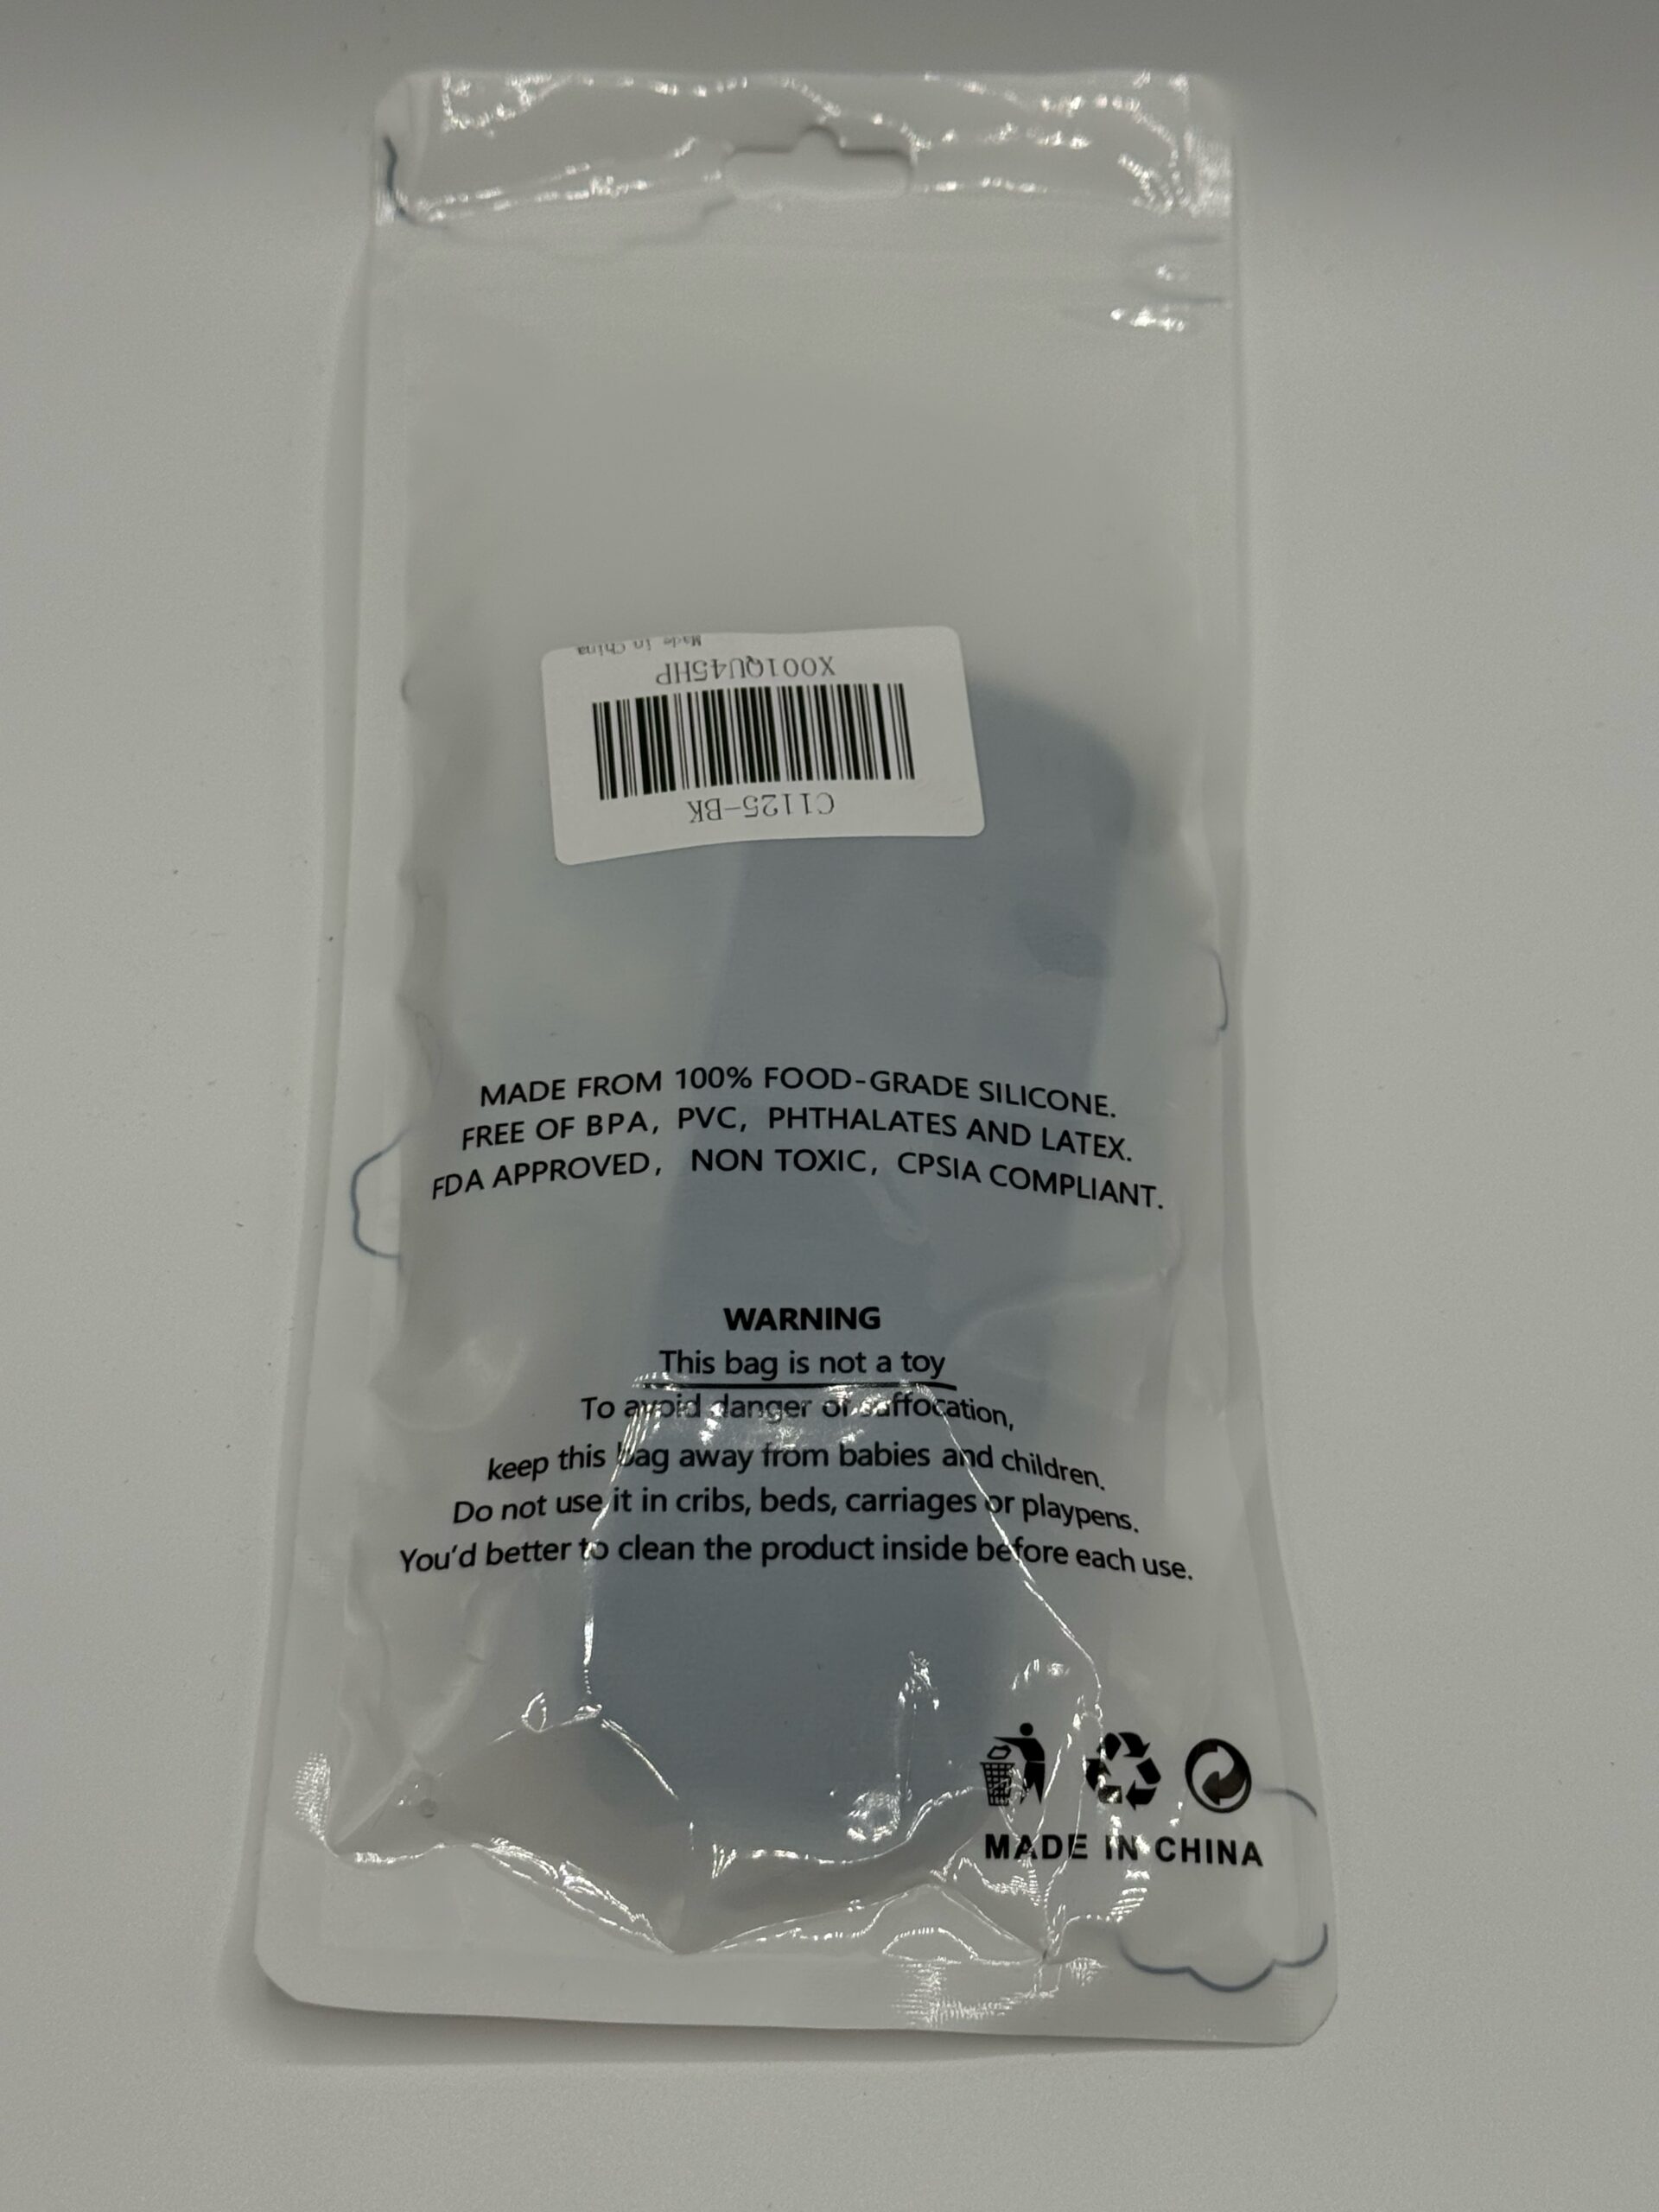 Made in China
X001QU45HP
C1125-BK
MADE FROM 100% FOOD-GRADE SILICONE.
FREE OF BPA, PVC, PHTHALATES AND LATEX.
FDA APPROVED, NON TOXIC, CPSIA COMPLIANT.
WARNING
This bag is not a toy
To avoid danger of suffocation,
keep this bag away from babies and children.
Do not use it in cribs, beds, carriages or playpens.
You'd better to clean the product inside before each use.
MADE IN CHINA